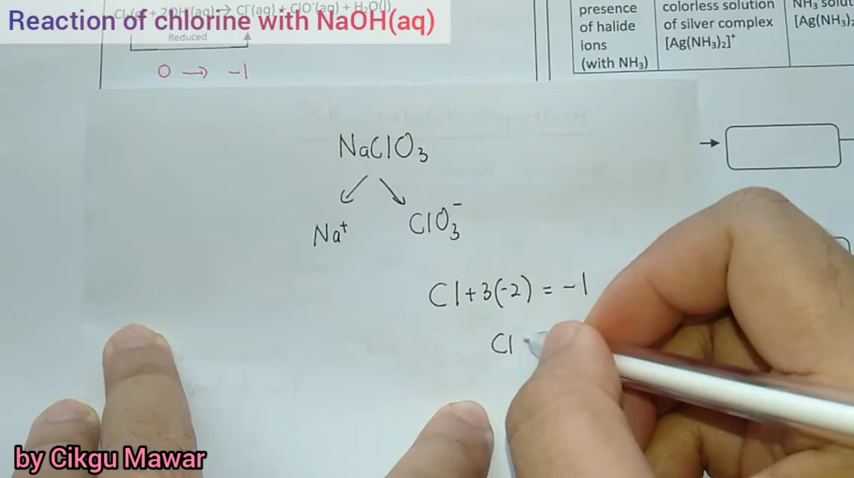 Reaction of chlorine with NaOH(aq)
Reduced
0 → -1
presence
of halide
ions
(with NH₃)
colorless solution
of silver complex
[Ag(NH₃)₂]⁺
NaClO₃
Na⁺ ClO₃⁻
Cl+3(-2) = -1
Cl
by Cikgu Mawar